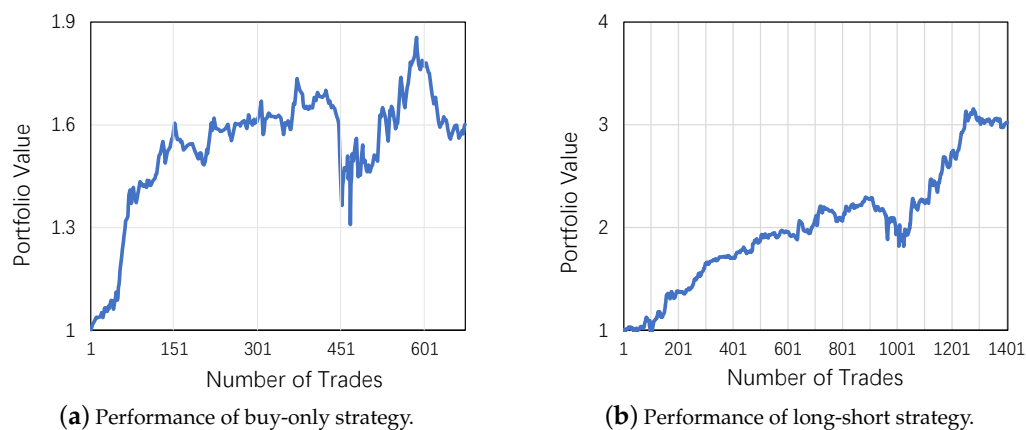 1.9
1.6
1.3
1
Portfolio Value
1 151 301 451 601
Number of Trades
(a) Performance of buy-only strategy.
4
3
2
1
Portfolio Value
1 201 401 601 801 1001 1201 1401
Number of Trades
(b) Performance of long-short strategy.